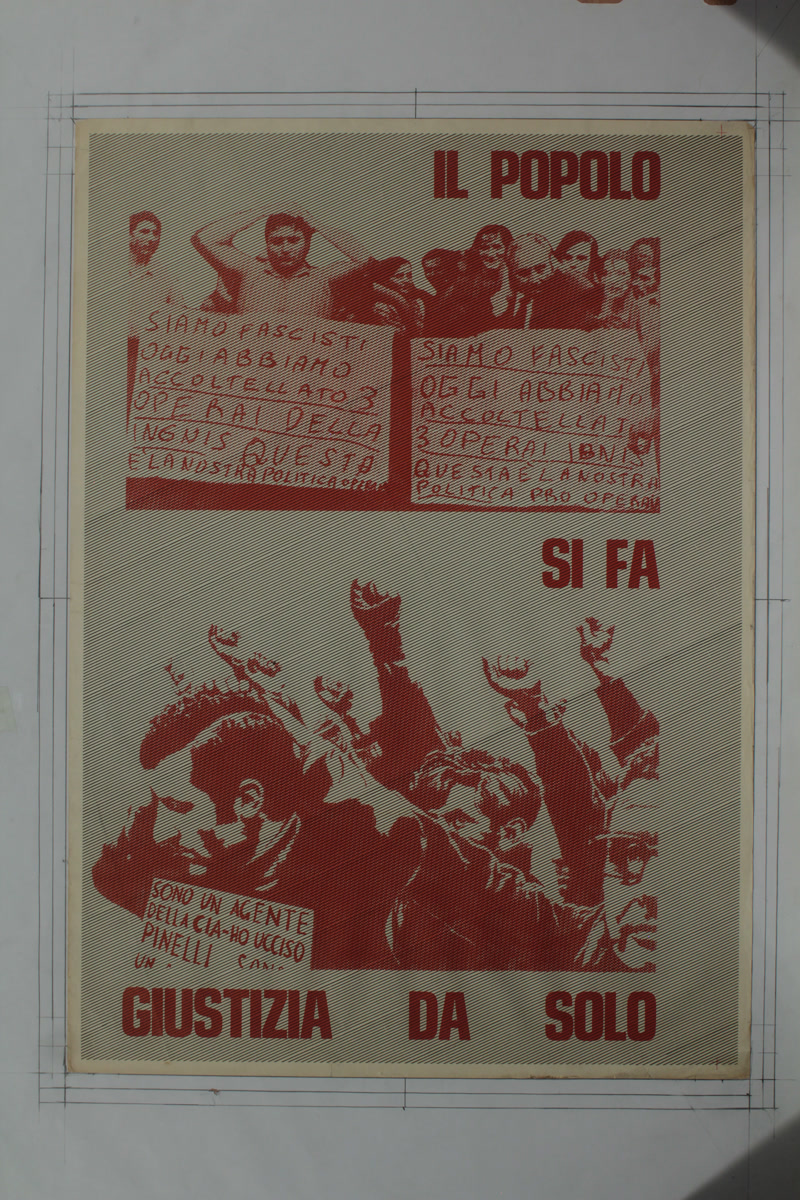 IL POPOLO
SIAMO FASCISTI
OGGI ABBIAMO
ACCOLTELLATO 3
OPERAI DELLA
INGNIS QUESTA
È LA NOSTRA POLITICA
SIAMO FASCISTI
OGGI ABBIAMO
ACCOLTELLATO
3 OPERAI IGNIS
QUESTA È LA NOSTRA
POLITICA PRO OPERAI
SI FA
SONO UN AGENTE
DELLA CIA-HO UCCISO
PINELLI
UN
GIUSTIZIA DA SOLO